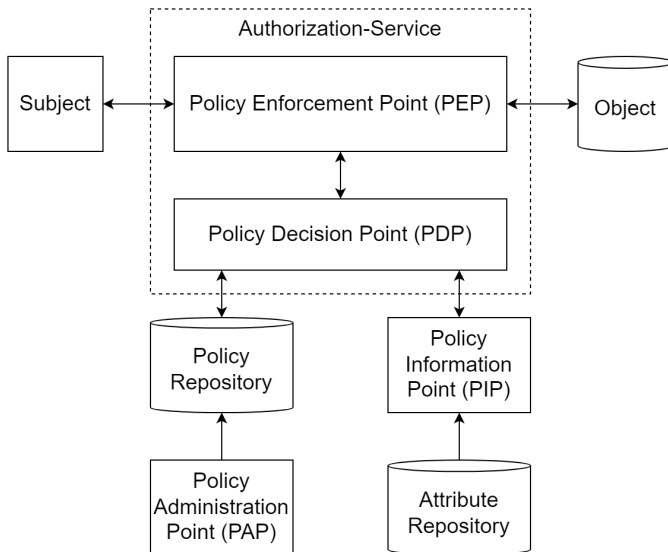 Authorization-Service
Subject
Policy Enforcement Point (PEP)
Object
Policy Decision Point (PDP)
Policy
Repository
Policy
Information
Point (PIP)
Policy
Administration
Point (PAP)
Attribute
Repository